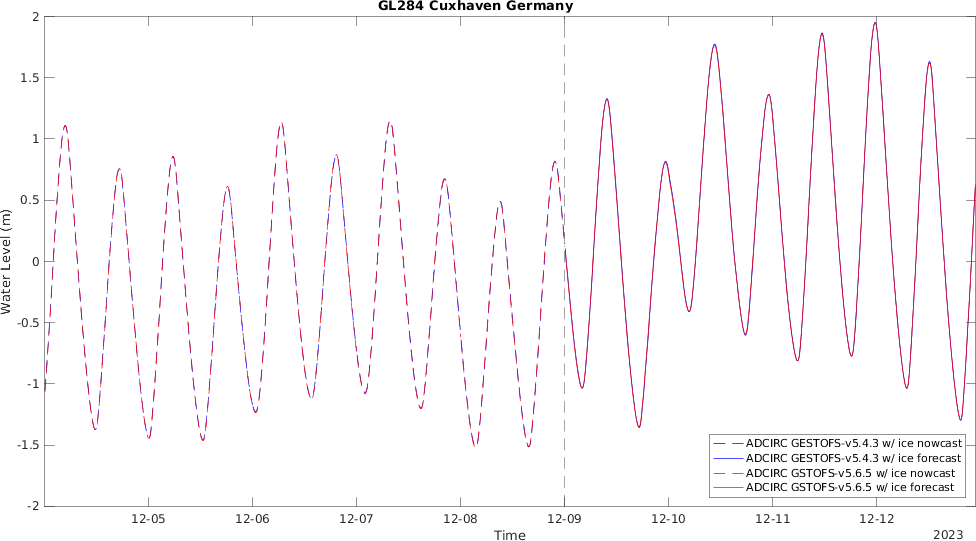 GL284 Cuxhaven Germany
2
1.5
1
0.5
0
-0.5
-1
-1.5
-2
Water Level (m)
12-05 12-06 12-07 12-08 12-09 12-10 12-11 12-12
Time
2023
ADCIRC GESTOFS-v5.4.3 w/ ice nowcast
ADCIRC GESTOFS-v5.4.3 w/ ice forecast
ADCIRC GSTOFS-v5.6.5 w/ ice nowcast
ADCIRC GSTOFS-v5.6.5 w/ ice forecast